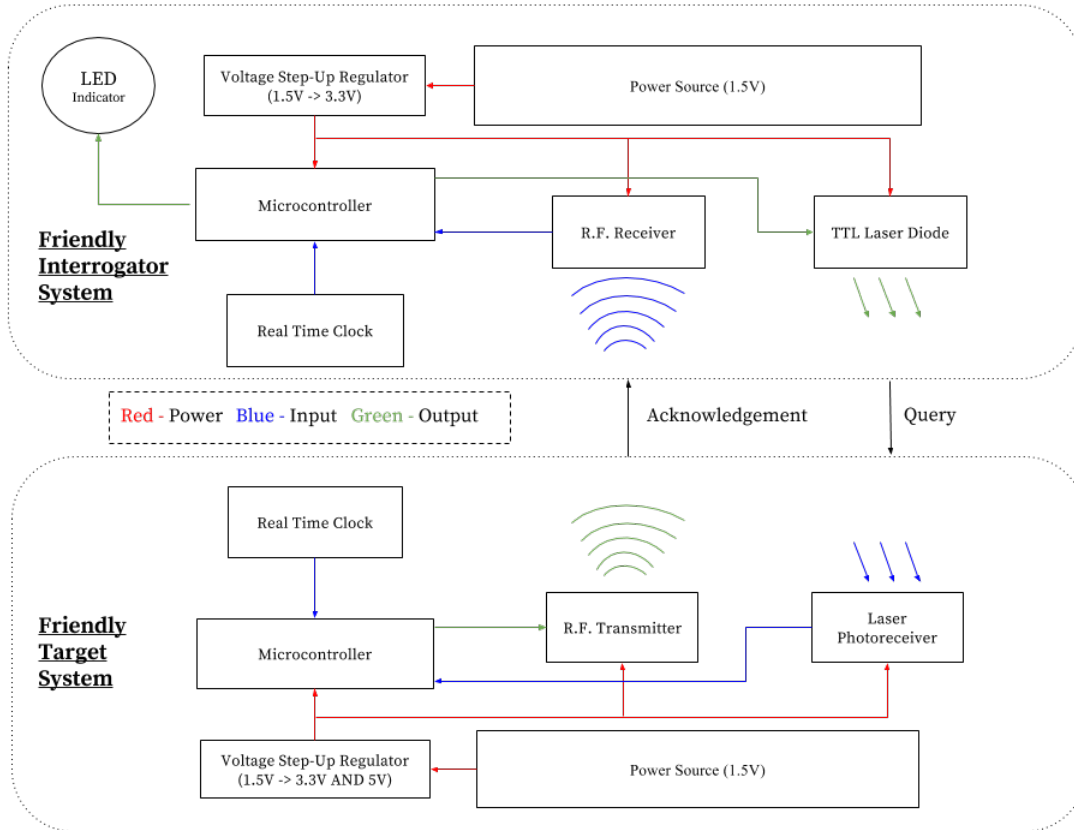 LED
Indicator
Voltage Step-Up Regulator
(1.5V -> 3.3V)
Power Source (1.5V)
Microcontroller
R.F. Receiver
TTL Laser Diode
Friendly
Interrogator
System
Real Time Clock
Red - Power Blue - Input Green - Output
Acknowledgement
Query
Real Time Clock
Friendly
Target
System
Microcontroller
R.F. Transmitter
Laser
Photoreceiver
Voltage Step-Up Regulator
(1.5V -> 3.3V AND 5V)
Power Source (1.5V)